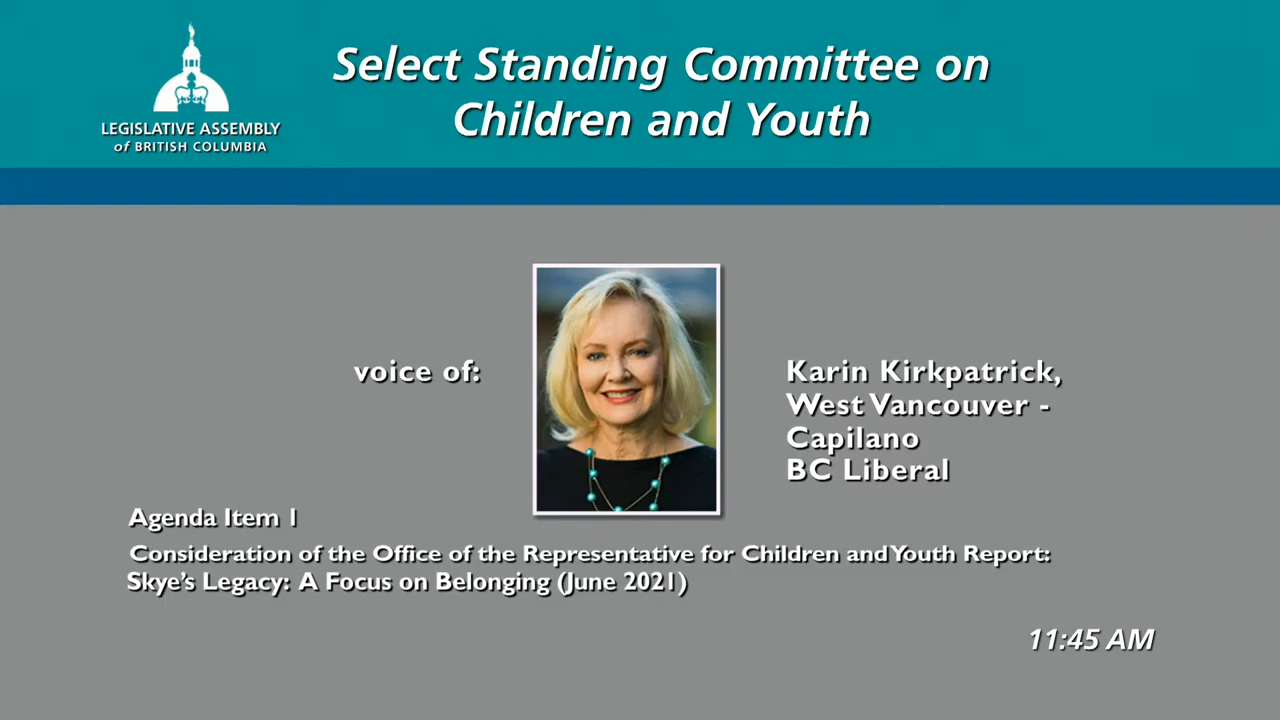 Select Standing Committee on
Children and Youth
LEGISLATIVE ASSEMBLY
of BRITISH COLUMBIA
voice of:
Karin Kirkpatrick,
West Vancouver -
Capilano
BC Liberal
Agenda Item 1
Consideration of the Office of the Representative for Children and Youth Report:
Skye's Legacy: A Focus on Belonging (June 2021)
11:45 AM